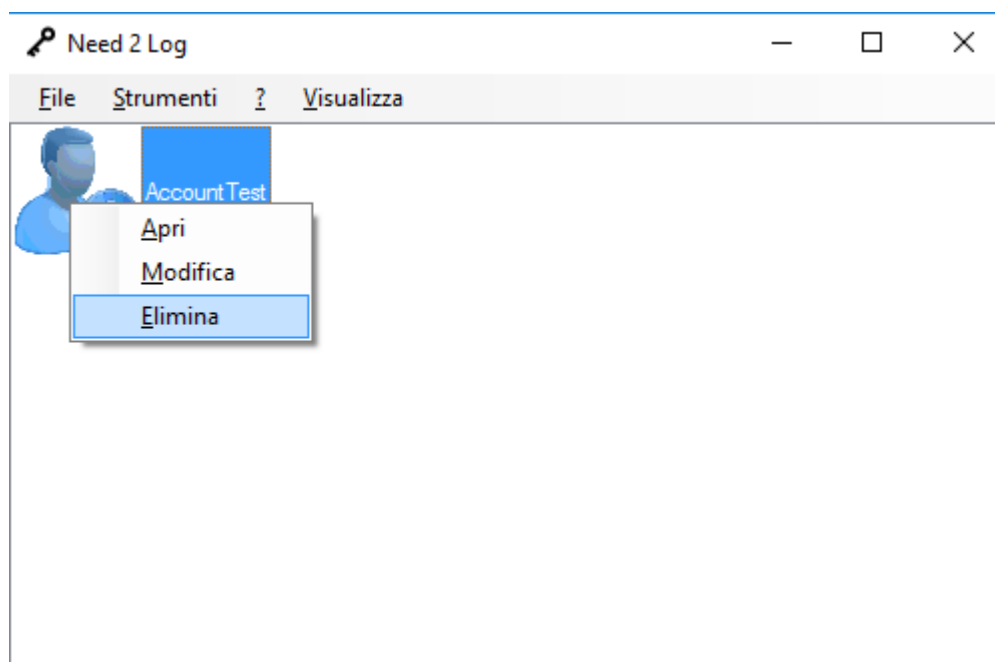 Need 2 Log
File Strumenti ? Visualizza
AccountTest
Apri
Modifica
Elimina